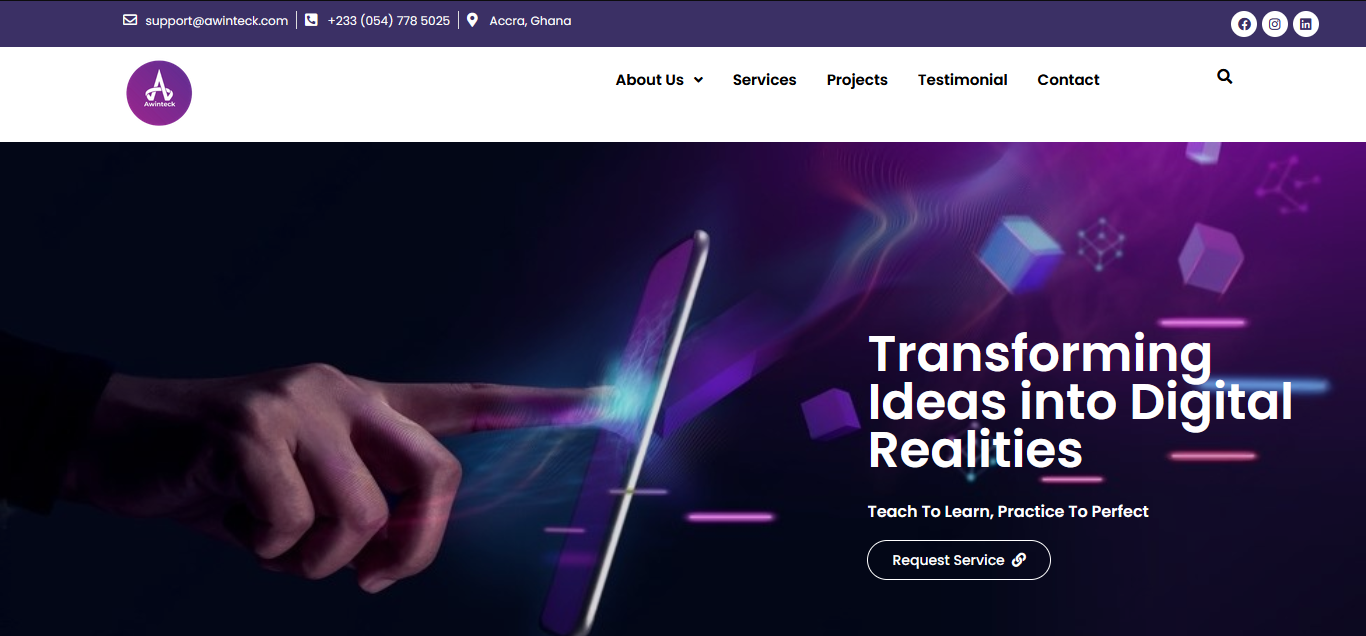 support@awinteck.com +233 (054) 778 5025 Accra, Ghana
Awinteck
About Us Services Projects Testimonial Contact
Transforming
Ideas into Digital
Realities
Teach To Learn, Practice To Perfect
Request Service